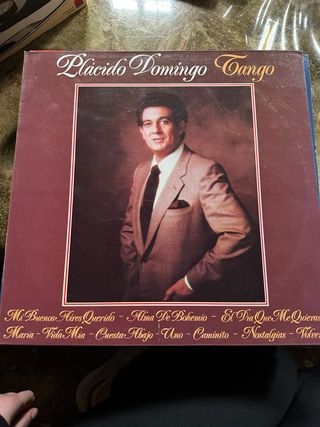 Plácido Domingo Tango
Mi Buenos Aires Querido - Alma De Bohemio - El Día Que Me Quieras
María - Vida Mía - Cuesta Abajo - Uno - Caminito - Nostalgias - Volver